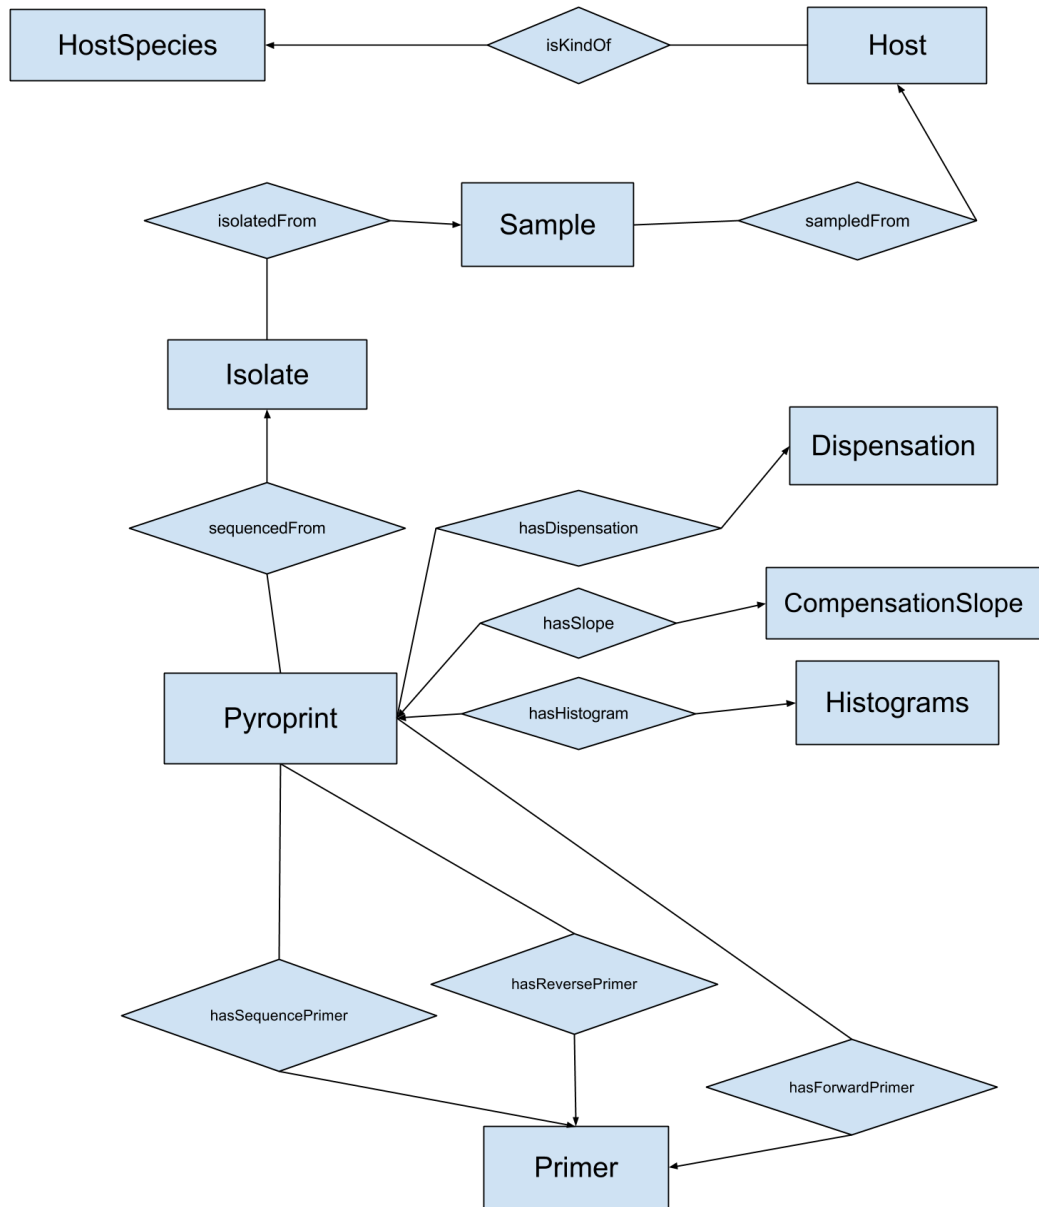 HostSpecies
isKindOf
Host
isolatedFrom
Sample
sampledFrom
Isolate
Dispensation
sequencedFrom
hasDispensation
CompensationSlope
hasSlope
Pyroprint
hasHistogram
Histograms
hasReversePrimer
hasSequencePrimer
hasForwardPrimer
Primer